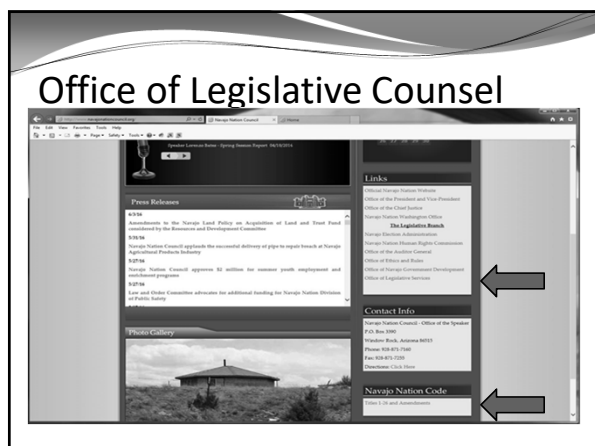 Office of Legislative Counsel
http://www.navajonationcouncil.org
Navajo Nation Council
Home
File Edit View Favorites Tools Help
Page Safety Tools
Speaker LoRenzo Bates - Spring Session Report 04/18/2016
Press Releases
6/3/16
Amendments to the Navajo Land Policy on Acquisition of Land and Trust Fund
considered by the Resources and Development Committee
5/31/16
Navajo Nation Council applauds the successful delivery of pipe to repair breach at Navajo
Agricultural Products Industry
5/27/16
Navajo Nation Council approves $2 million for summer youth employment and
enrichment programs
5/27/16
Law and Order Committee advocates for additional funding for Navajo Nation Division
of Public Safety
Photo Gallery
Links
Official Navajo Nation Website
Office of the President and Vice-President
Office of the Chief Justice
Navajo Nation Washington Office
The Legislative Branch
Navajo Election Administration
Navajo Nation Human Rights Commission
Office of the Auditor General
Office of Ethics and Rules
Office of Navajo Government Development
Office of Legislative Services
Contact Info
Navajo Nation Council - Office of the Speaker
P.O. Box 3390
Window Rock, Arizona 86515
Phone: 928-871-7160
Fax: 928-871-7255
Directions: Click Here
Navajo Nation Code
Titles 1-26 and Amendments